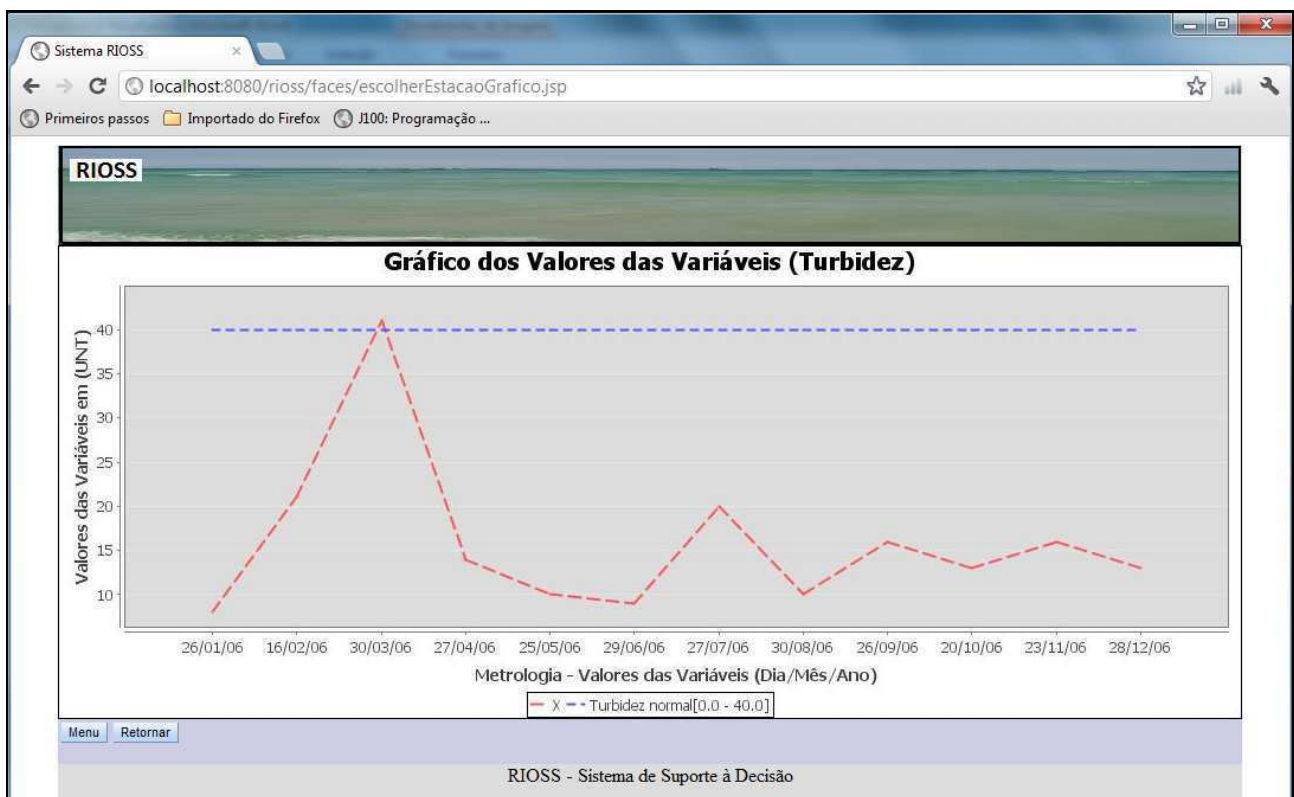 Sistema RIOSS
localhost:8080/rioss/faces/escolherEstacaoGrafico.jsp
Primeiros passos Importado do Firefox J100: Programação ...
RIOSS
Gráfico dos Valores das Variáveis (Turbidez)
Valores das Variáveis em (UNT)
40
35
30
25
20
15
10
26/01/06 16/02/06 30/03/06 27/04/06 25/05/06 29/06/06 27/07/06 30/08/06 26/09/06 20/10/06 23/11/06 28/12/06
Metrologia - Valores das Variáveis (Dia/Mês/Ano)
X Turbidez normal[0.0 - 40.0]
Menu Retornar
RIOSS - Sistema de Suporte à Decisão